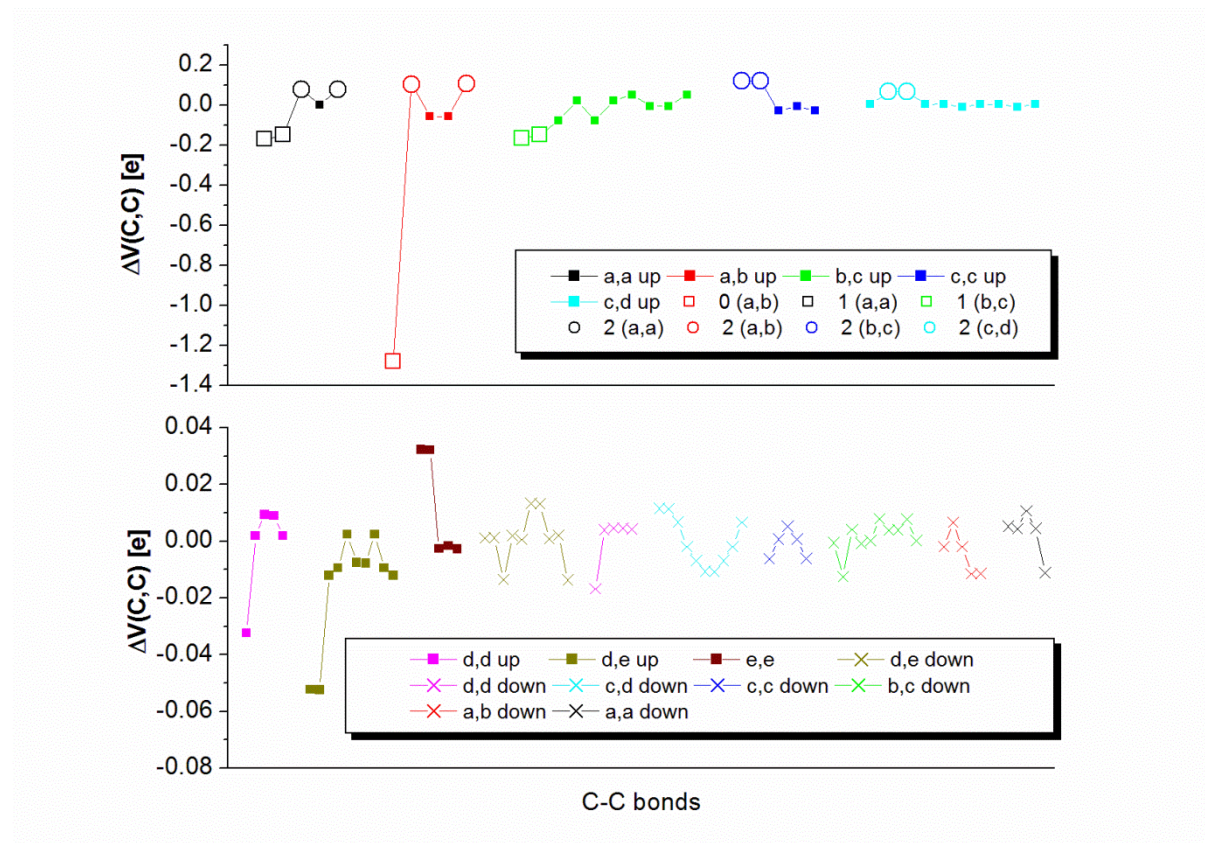 0.2
0.0
-0.2
-0.4
-0.6
-0.8
-1.0
-1.2
-1.4
ΔV(C,C) [e]
a,a up a,b up b,c up c,c up
c,d up 0 (a,b) 1 (a,a) 1 (b,c)
2 (a,a) 2 (a,b) 2 (b,c) 2 (c,d)
0.04
0.02
0.00
-0.02
-0.04
-0.06
-0.08
ΔV(C,C) [e]
d,d up d,e up e,e d,e down
d,d down c,d down c,c down b,c down
a,b down a,a down
C-C bonds